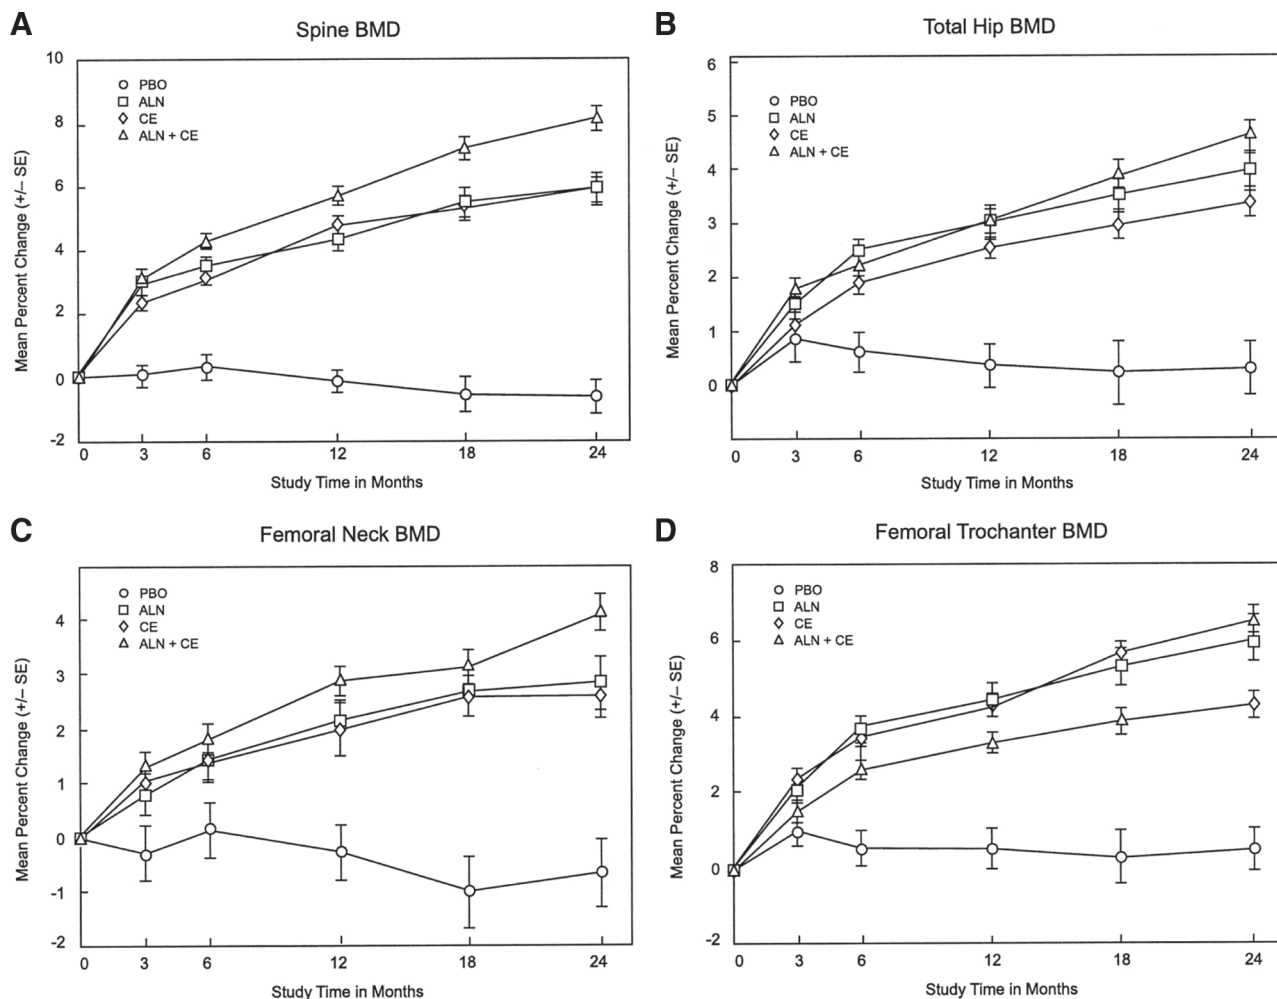 A
Spine BMD
Mean Percent Change (+/– SE)
10
8
6
4
2
0
-2
PBO
ALN
CE
ALN + CE
0 3 6 12 18 24
Study Time in Months
B
Total Hip BMD
Mean Percent Change (+/– SE)
6
5
4
3
2
1
0
PBO
ALN
CE
ALN + CE
0 3 6 12 18 24
Study Time in Months
C
Femoral Neck BMD
Mean Percent Change (+/– SE)
4
3
2
1
0
-1
-2
PBO
ALN
CE
ALN + CE
0 3 6 12 18 24
Study Time in Months
D
Femoral Trochanter BMD
Mean Percent Change (+/– SE)
8
6
4
2
0
-2
PBO
ALN
CE
ALN + CE
0 3 6 12 18 24
Study Time in Months